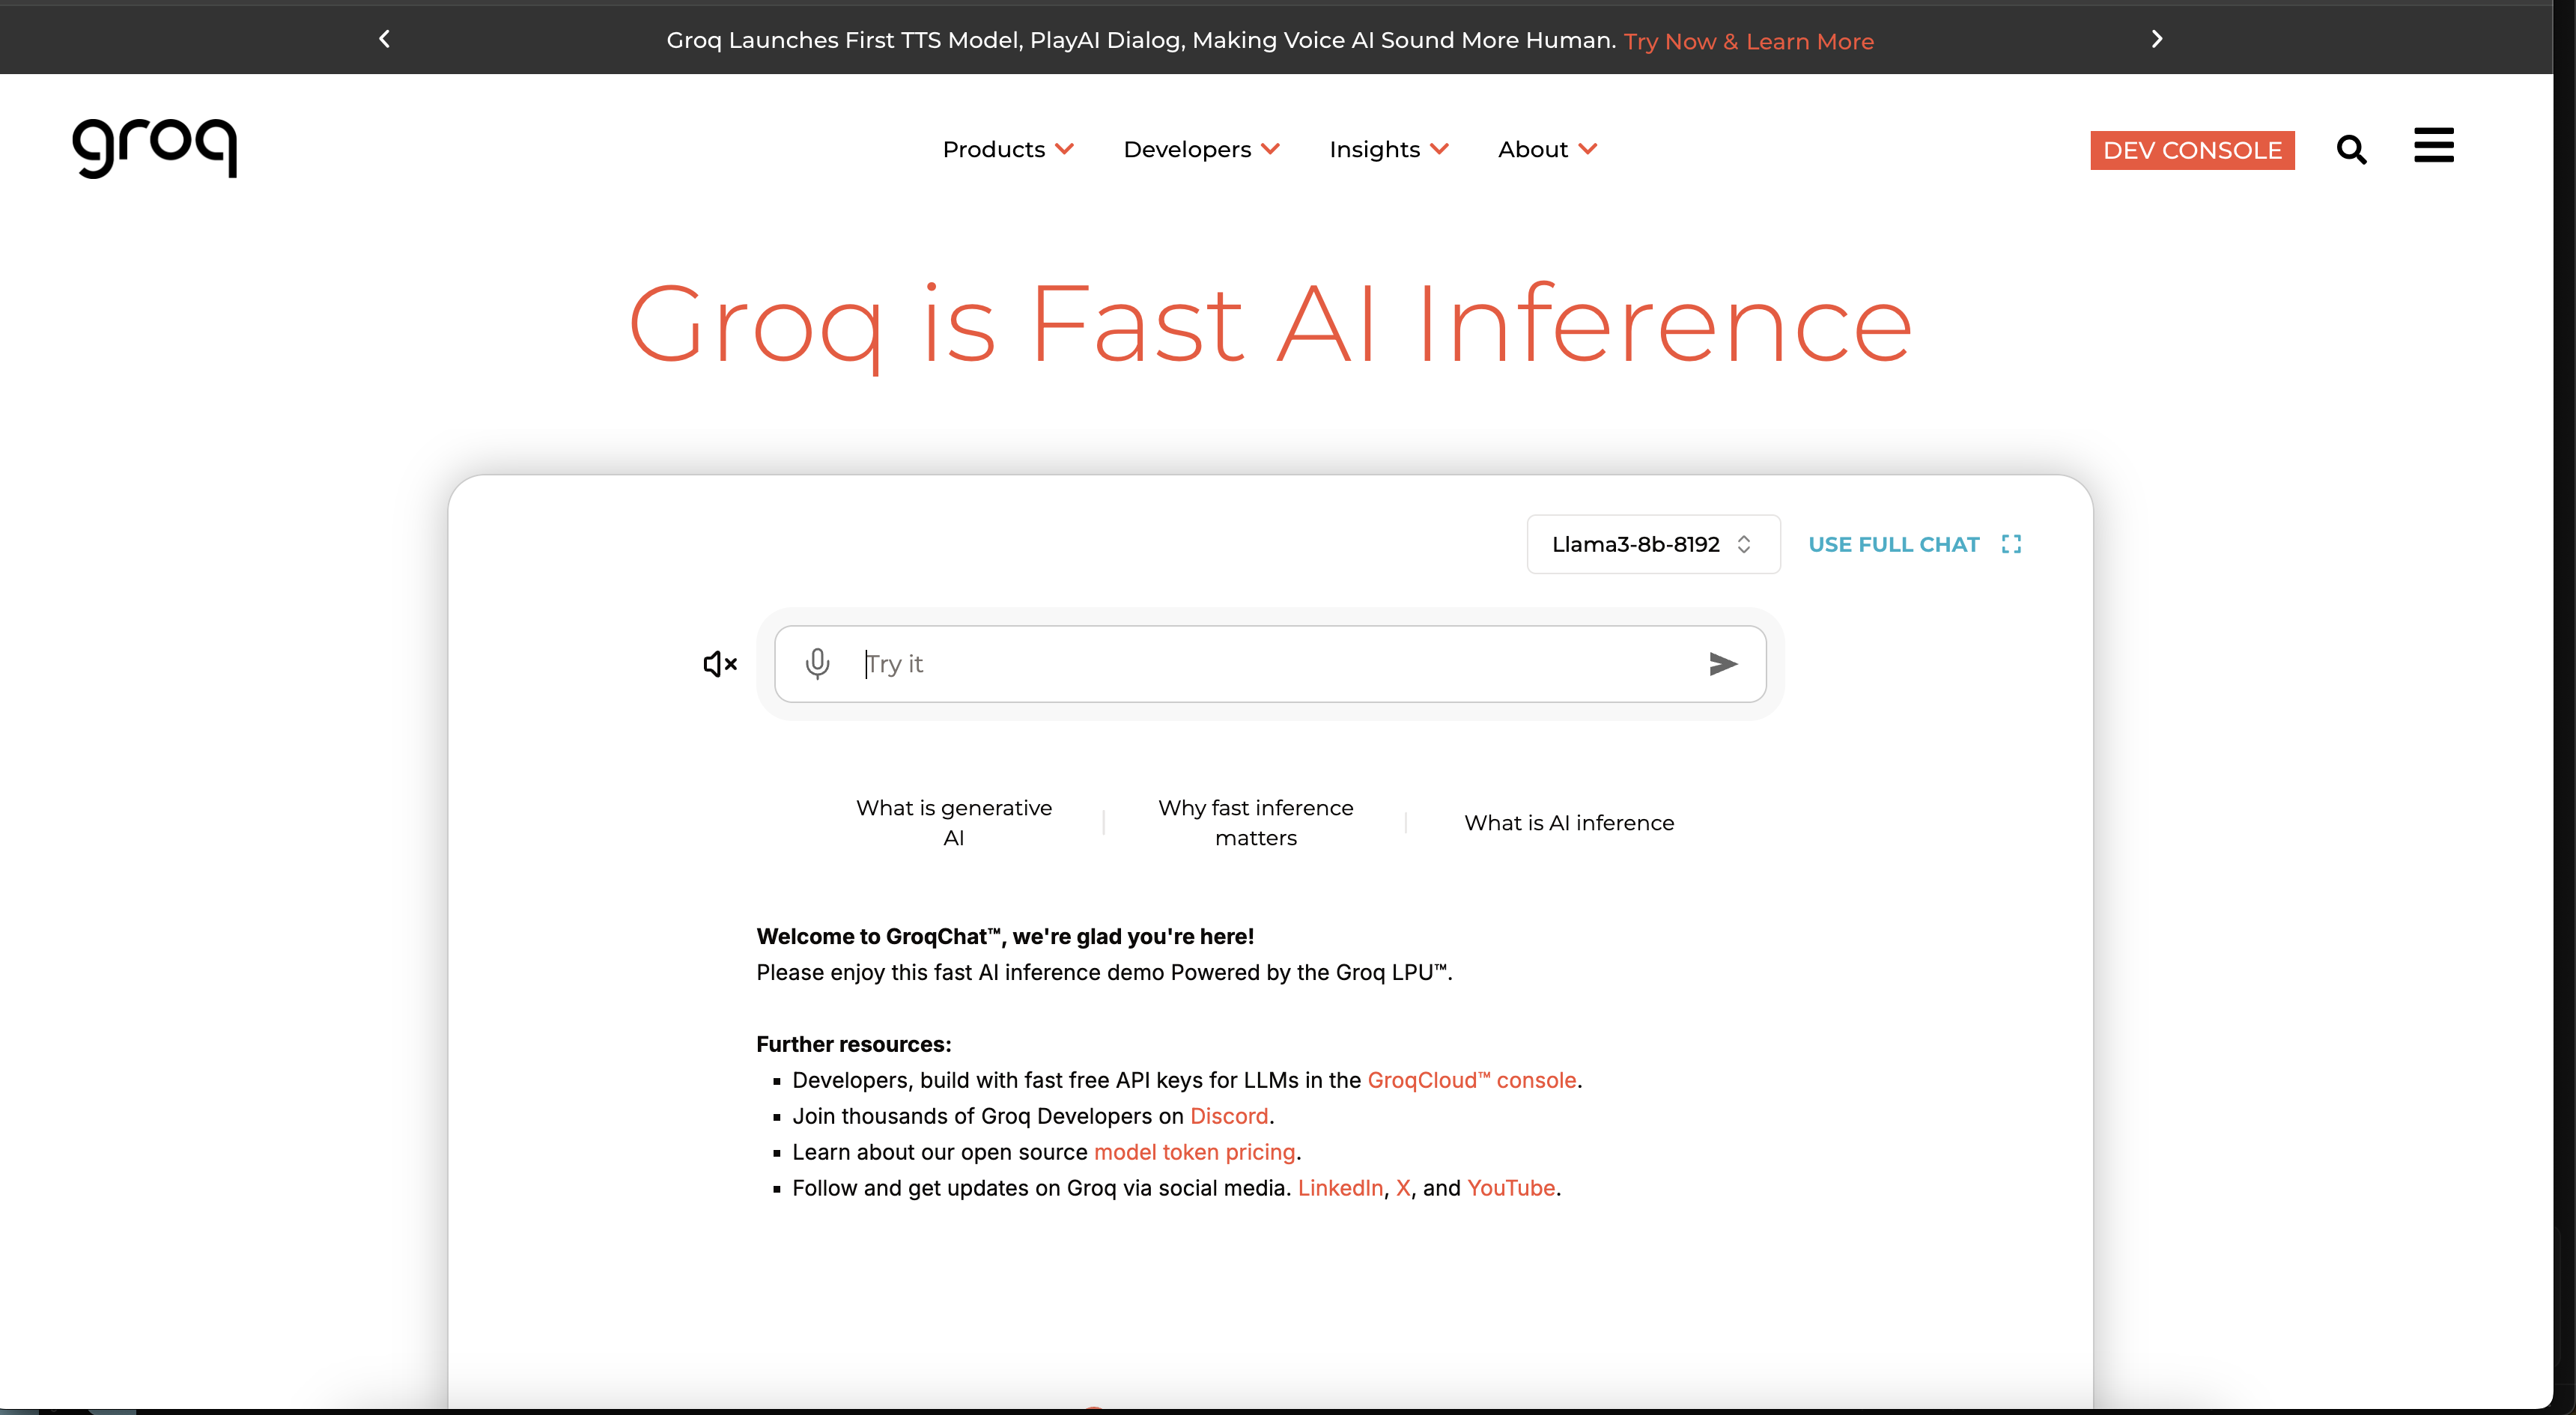 Groq Launches First TTS Model, PlayAI Dialog, Making Voice AI Sound More Human. Try Now & Learn More
groq
Products
Developers
Insights
About
DEV CONSOLE
Groq is Fast AI Inference
Llama3-8b-8192
USE FULL CHAT
Try it
What is generative
AI
Why fast inference
matters
What is AI inference
Welcome to GroqChat™, we're glad you're here!
Please enjoy this fast AI inference demo Powered by the Groq LPU™.
Further resources:
▪ Developers, build with fast free API keys for LLMs in the GroqCloud™ console.
▪ Join thousands of Groq Developers on Discord.
▪ Learn about our open source model token pricing.
▪ Follow and get updates on Groq via social media. LinkedIn, X, and YouTube.